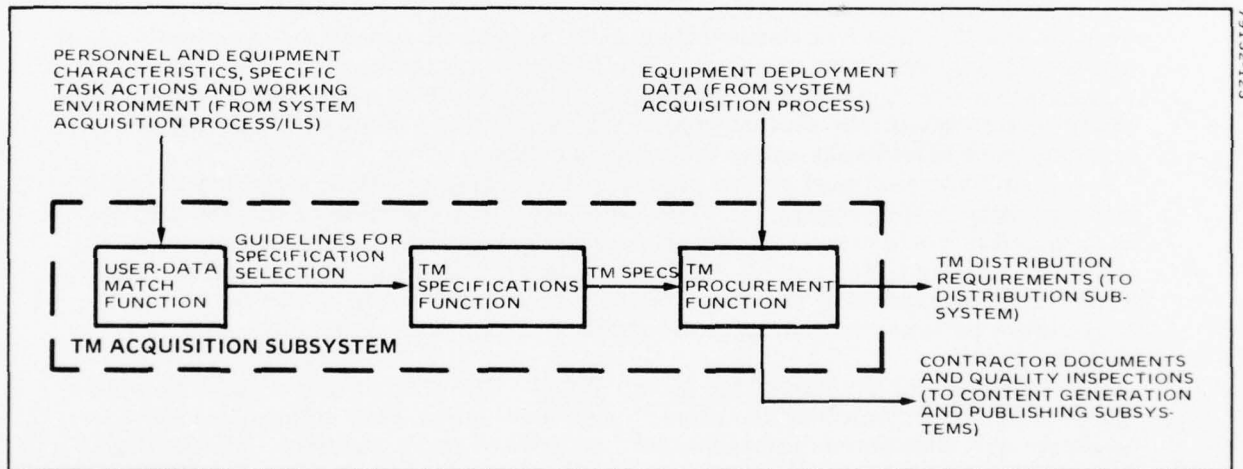 PERSONNEL AND EQUIPMENT
CHARACTERISTICS, SPECIFIC
TASK ACTIONS AND WORKING
ENVIRONMENT (FROM SYSTEM
ACQUISITION PROCESS/ILS)
EQUIPMENT DEPLOYMENT
DATA (FROM SYSTEM
ACQUISITION PROCESS)
USER-DATA
MATCH
FUNCTION
GUIDELINES FOR
SPECIFICATION
SELECTION
TM
SPECIFICATIONS
FUNCTION
TM SPECS
TM
PROCUREMENT
FUNCTION
TM DISTRIBUTION
REQUIREMENTS (TO
DISTRIBUTION SUB-
SYSTEM)
TM ACQUISITION SUBSYSTEM
CONTRACTOR DOCUMENTS
AND QUALITY INSPECTIONS
(TO CONTENT GENERATION
AND PUBLISHING SUBSYS-
TEMS)